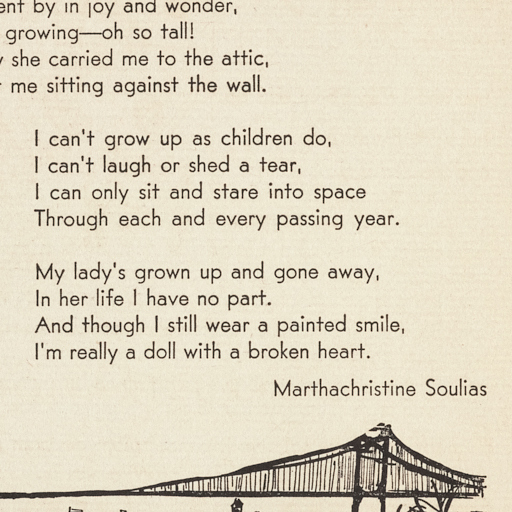 by in joy and wonder,
growing—oh so tall!
she carried me to the attic,
me sitting against the wall.
I can't grow up as children do,
I can't laugh or shed a tear,
I can only sit and stare into space
Through each and every passing year.
My lady's grown up and gone away,
In her life I have no part.
And though I still wear a painted smile,
I'm really a doll with a broken heart.
Marthachristine Soulias